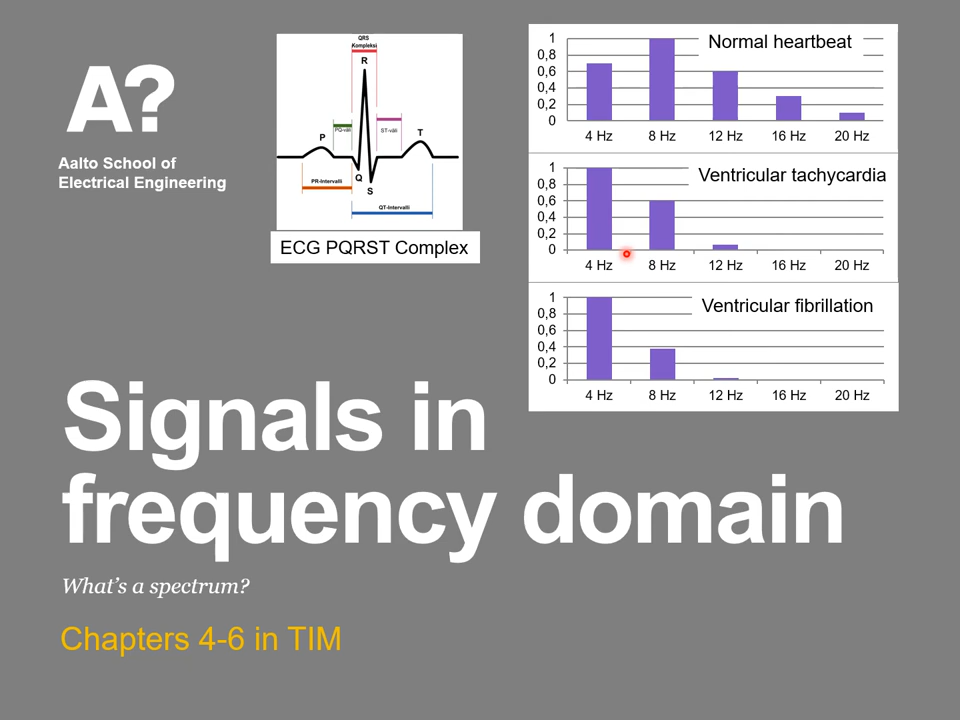 A?
Aalto School of
Electrical Engineering
QRS
Kompleksi
R
PQ-väli
ST-väli
P
T
Q
S
PR-Intervalli
QT-Intervalli
ECG PQRST Complex
Normal heartbeat
1
0,8
0,6
0,4
0,2
0
4 Hz 8 Hz 12 Hz 16 Hz 20 Hz
Ventricular tachycardia
1
0,8
0,6
0,4
0,2
0
4 Hz 8 Hz 12 Hz 16 Hz 20 Hz
Ventricular fibrillation
1
0,8
0,6
0,4
0,2
0
4 Hz 8 Hz 12 Hz 16 Hz 20 Hz
Signals in
frequency domain
What's a spectrum?
Chapters 4-6 in TIM